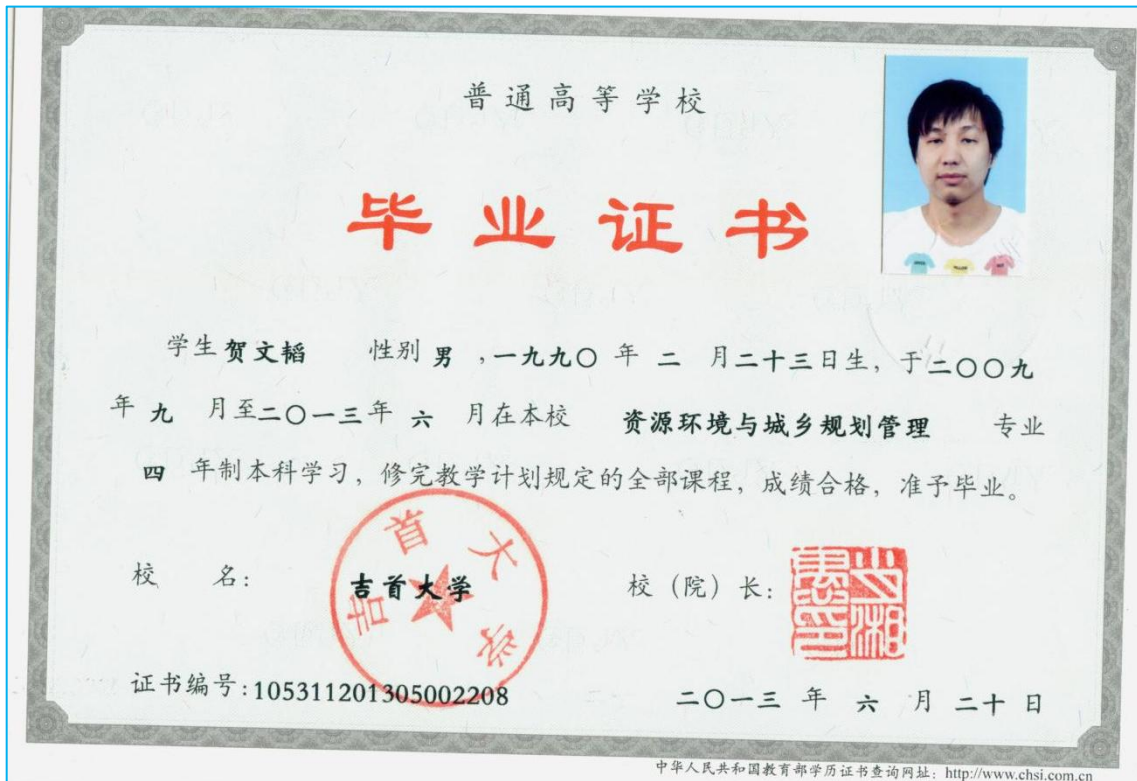 普通高等学校
毕业证书
学生 贺文韬 性别 男 ,一九九〇 年 二 月二十三日生, 于二〇〇九
年 九 月至二〇一三年 六 月在本校 资源环境与城乡规划管理 专业
四 年制本科学习, 修完教学计划规定的全部课程, 成绩合格, 准予毕业。
校 名: 吉首大学 校 (院) 长:
吉首大学
证书编号:105311201305002208 二〇一三 年 六 月 二十 日
中华人民共和国教育部学历证书查询网址: http://www.chsi.com.cn